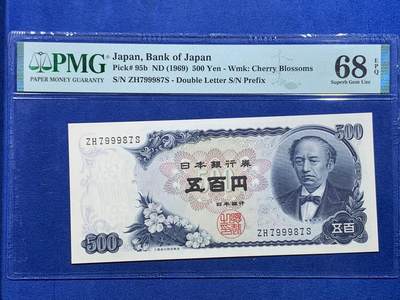 PMG
PAPER MONEY GUARANTY
Japan, Bank of Japan
Pick# 95b ND (1969) 500 Yen - Wmk: Cherry Blossoms
S/N ZH799987S - Double Letter S/N Prefix
68 EPQ
Superb Gem Unc
ZH799987S
500
日本銀行券
五百円
日本銀行
ZH799987S
500
五百